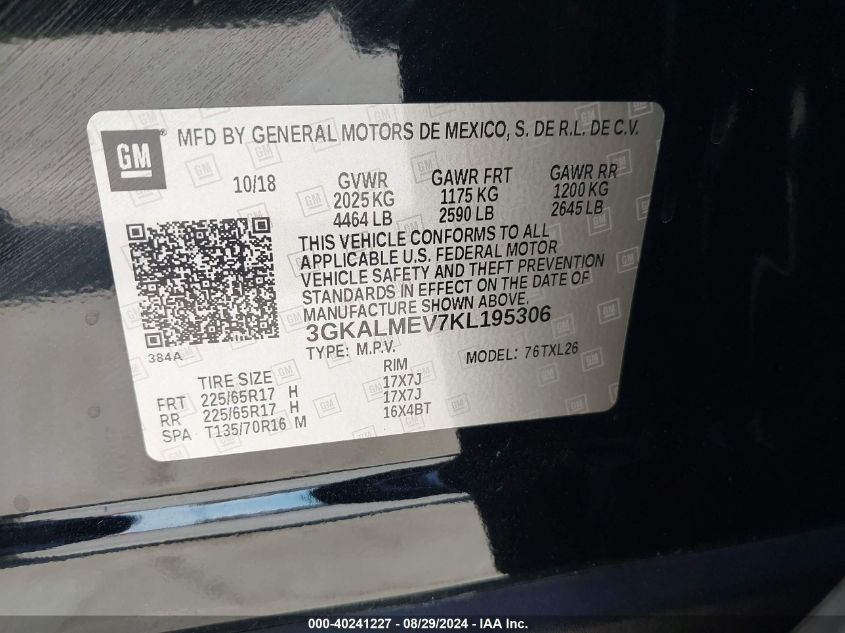 GM
MFD BY GENERAL MOTORS DE MEXICO, S. DE R.L. DE C.V.
10/18
GVWR GAWR FRT GAWR RR
2025 KG 1175 KG 1200 KG
4464 LB 2590 LB 2645 LB
THIS VEHICLE CONFORMS TO ALL
APPLICABLE U.S. FEDERAL MOTOR
VEHICLE SAFETY AND THEFT PREVENTION
STANDARDS IN EFFECT ON THE DATE OF
MANUFACTURE SHOWN ABOVE.
3GKALMEV7KL195306
384A
TYPE: M.P.V. MODEL: 76TXL26
TIRE SIZE RIM
FRT 225/65R17 H 17X7J
RR 225/65R17 H 17X7J
SPA T135/70R16 M 16X4BT
000-40241227 - 08/29/2024 - IAA Inc.